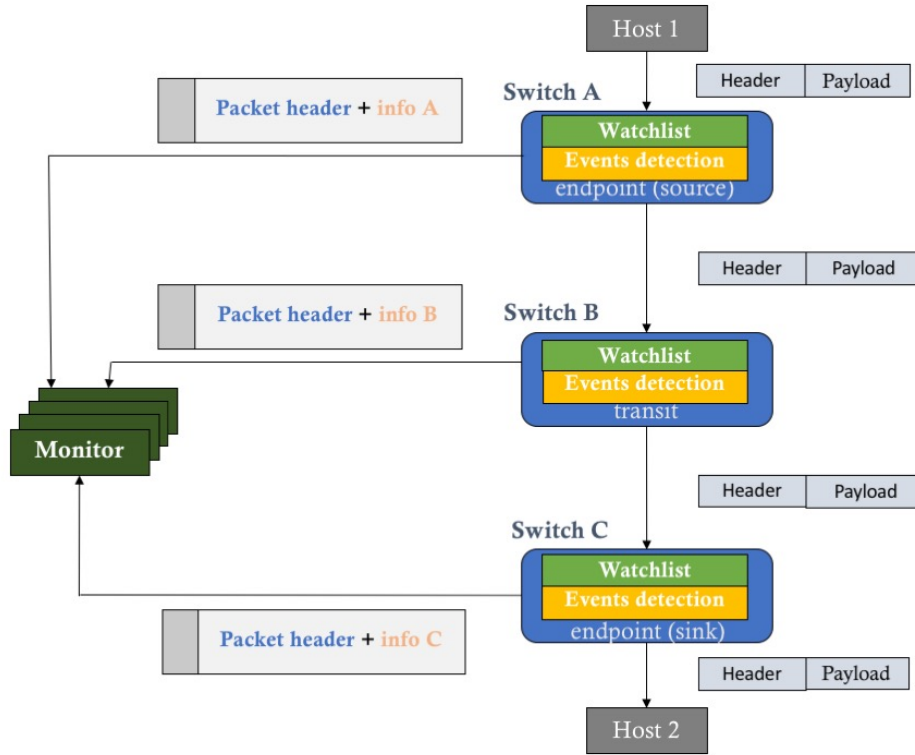 Host 1
Header Payload
Packet header + info A
Switch A
Watchlist
Events detection
endpoint (source)
Header Payload
Packet header + info B
Switch B
Watchlist
Events detection
transit
Monitor
Header Payload
Switch C
Watchlist
Events detection
endpoint (sink)
Packet header + info C
Header Payload
Host 2